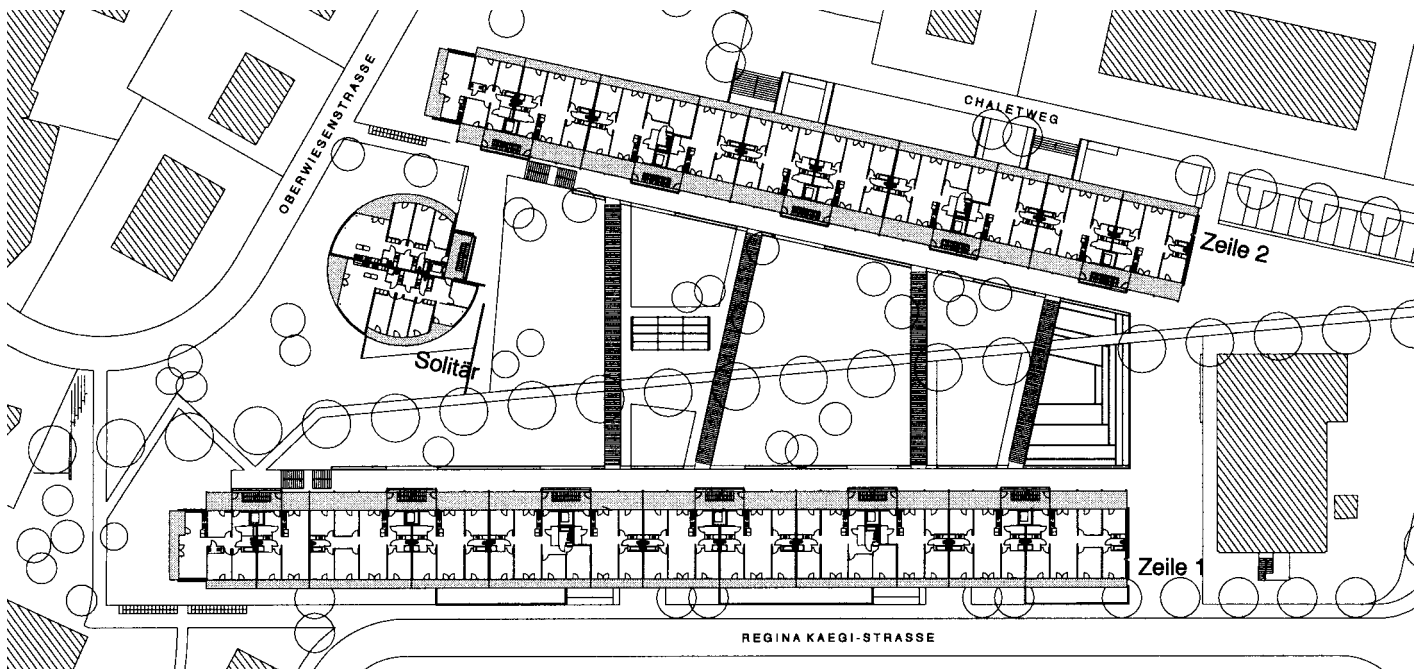 OBERWIESENSTRASSE
CHALETWEG
Zeile 2
Solitär
Zeile 1
REGINA KAEGI-STRASSE